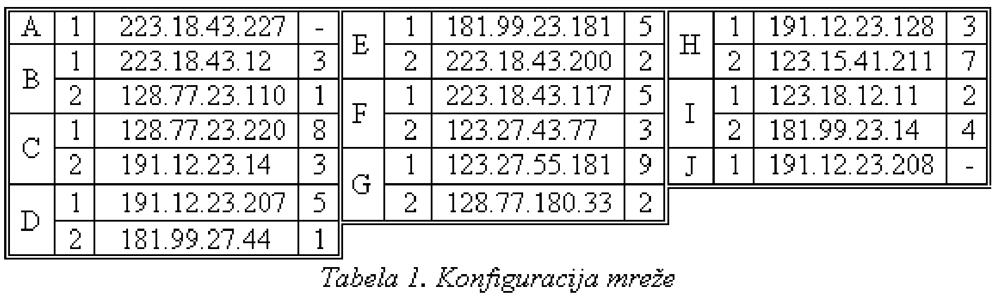 A 1 223.18.43.227 -
B 1 223.18.43.12 3
2 128.77.23.110 1
C 1 128.77.23.220 8
2 191.12.23.14 3
D 1 191.12.23.207 5
2 181.99.27.44 1
E 1 181.99.23.181 5
2 223.18.43.200 2
F 1 223.18.43.117 5
2 123.27.43.77 3
G 1 123.27.55.181 9
2 128.77.180.33 2
H 1 191.12.23.128 3
2 123.15.41.211 7
I 1 123.18.12.11 2
2 181.99.23.14 4
J 1 191.12.23.208 -
Tabela 1. Konfiguracija mreže